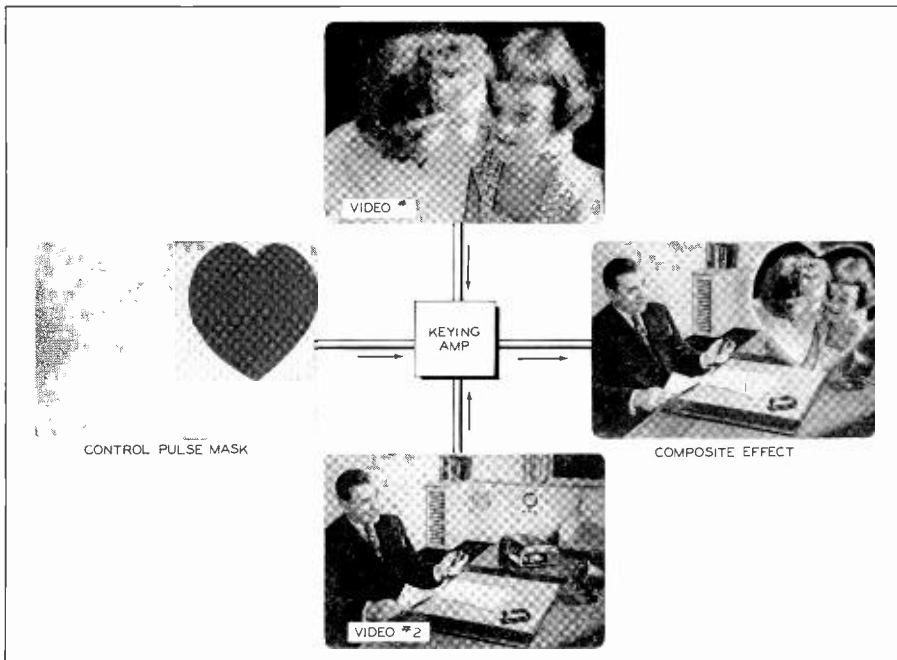 VIDEO #
KEYING
AMP
CONTROL PULSE MASK
COMPOSITE EFFECT
VIDEO #2